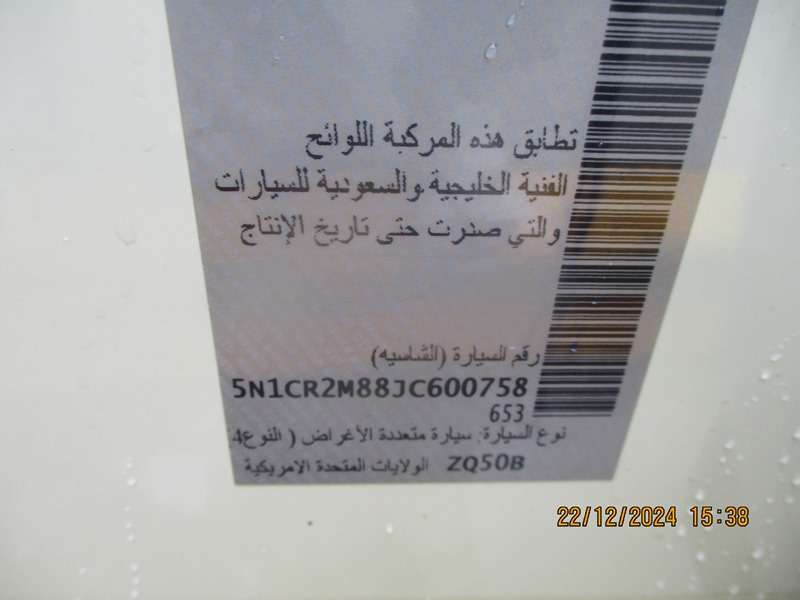 تطابق هذه المركبة اللوائح
الفنية الخليجية والسعودية للسيارات
والتي صدرت حتى تاريخ الإنتاج
رقم السيارة (الشاسيه)
5N1CR2M88JC600758
653
نوع السيارة: سيارة متعددة الأغراض ( النوع4
ZQ50B الولايات المتحدة الامريكية
22/12/2024 15:38